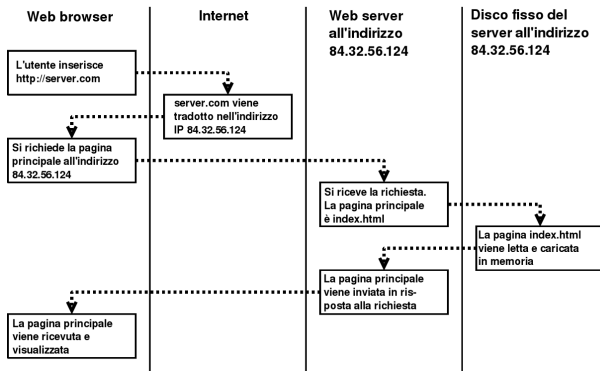 Web browser
Internet
Web server
all'indirizzo
84.32.56.124
Disco fisso del
server all'indirizzo
84.32.56.124
L'utente inserisce
http://server.com
server.com viene
tradotto nell'indirizzo
IP 84.32.56.124
Si richiede la pagina
principale all'indirizzo
84.32.56.124
Si riceve la richiesta.
La pagina principale
è index.html
La pagina index.html
viene letta e caricata
in memoria
La pagina principale
viene inviata in ris-
posta alla richiesta
La pagina principale
viene ricevuta e
visualizzata